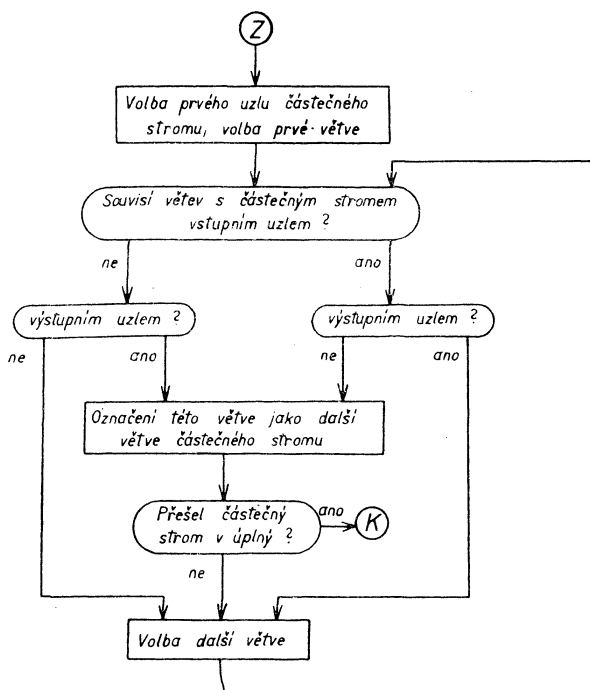 Z
Volba prvého uzlu částečného
stromu, volba prvé větve
Souvisí větev s částečným stromem
vstupním uzlem ?
ne
ano
výstupním uzlem ?
výstupním uzlem ?
ne
ano
ne
ano
Označení této větve jako další
větve částečného stromu
Přešel částečný
strom v úplný ?
ano
K
ne
Volba další větve